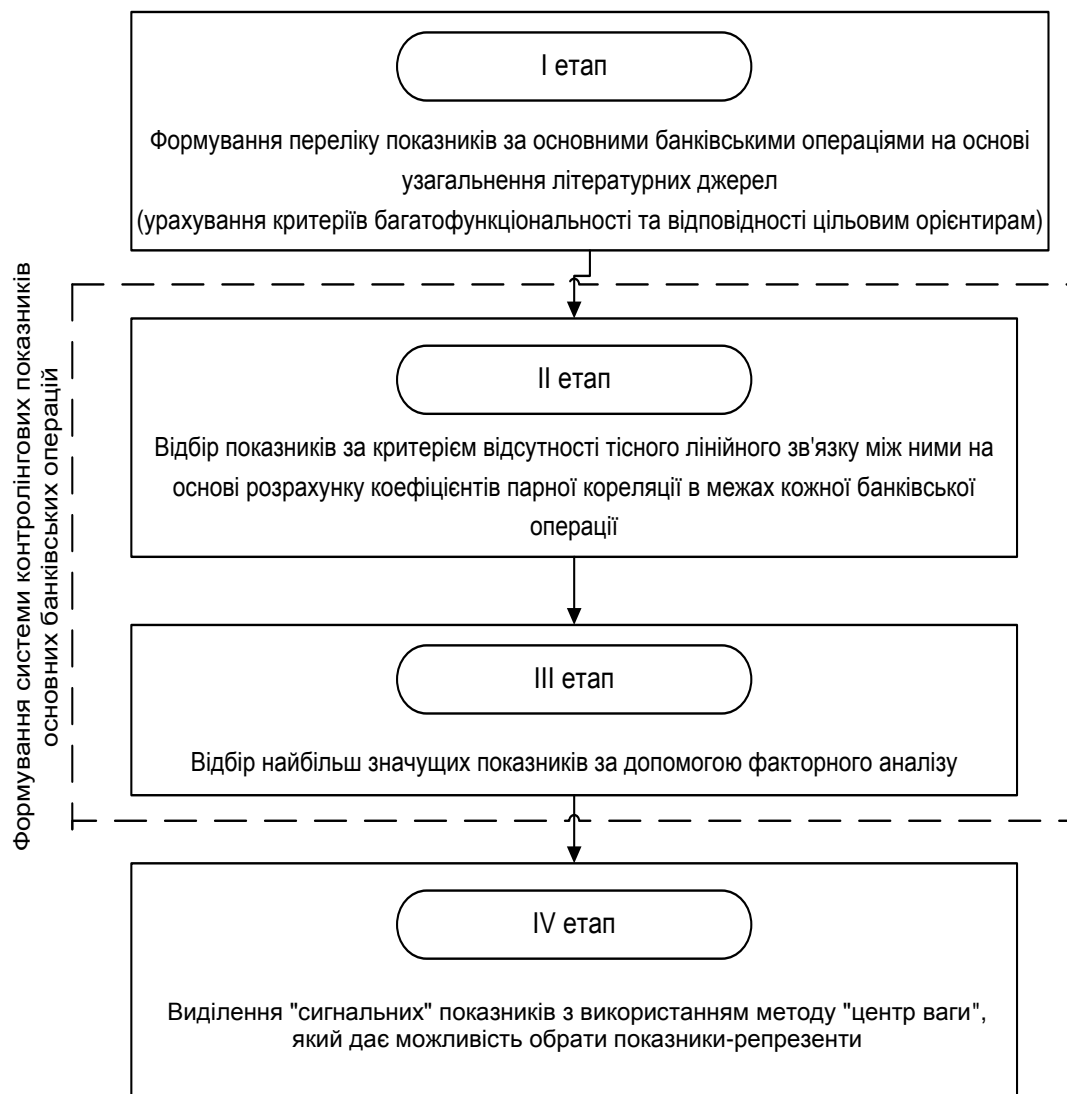 І етап
Формування переліку показників за основними банківськими операціями на основі
узагальнення літературних джерел
(урахування критеріїв багатофункціональності та відповідності цільовим орієнтирам)
Формування системи контролінгових показників
основних банківських операцій
ІІ етап
Відбір показників за критерієм відсутності тісного лінійного зв'язку між ними на
основі розрахунку коефіцієнтів парної кореляції в межах кожної банківської
операції
ІІІ етап
Відбір найбільш значущих показників за допомогою факторного аналізу
IV етап
Виділення "сигнальних" показників з використанням методу "центр ваги",
який дає можливість обрати показники-репрезенти